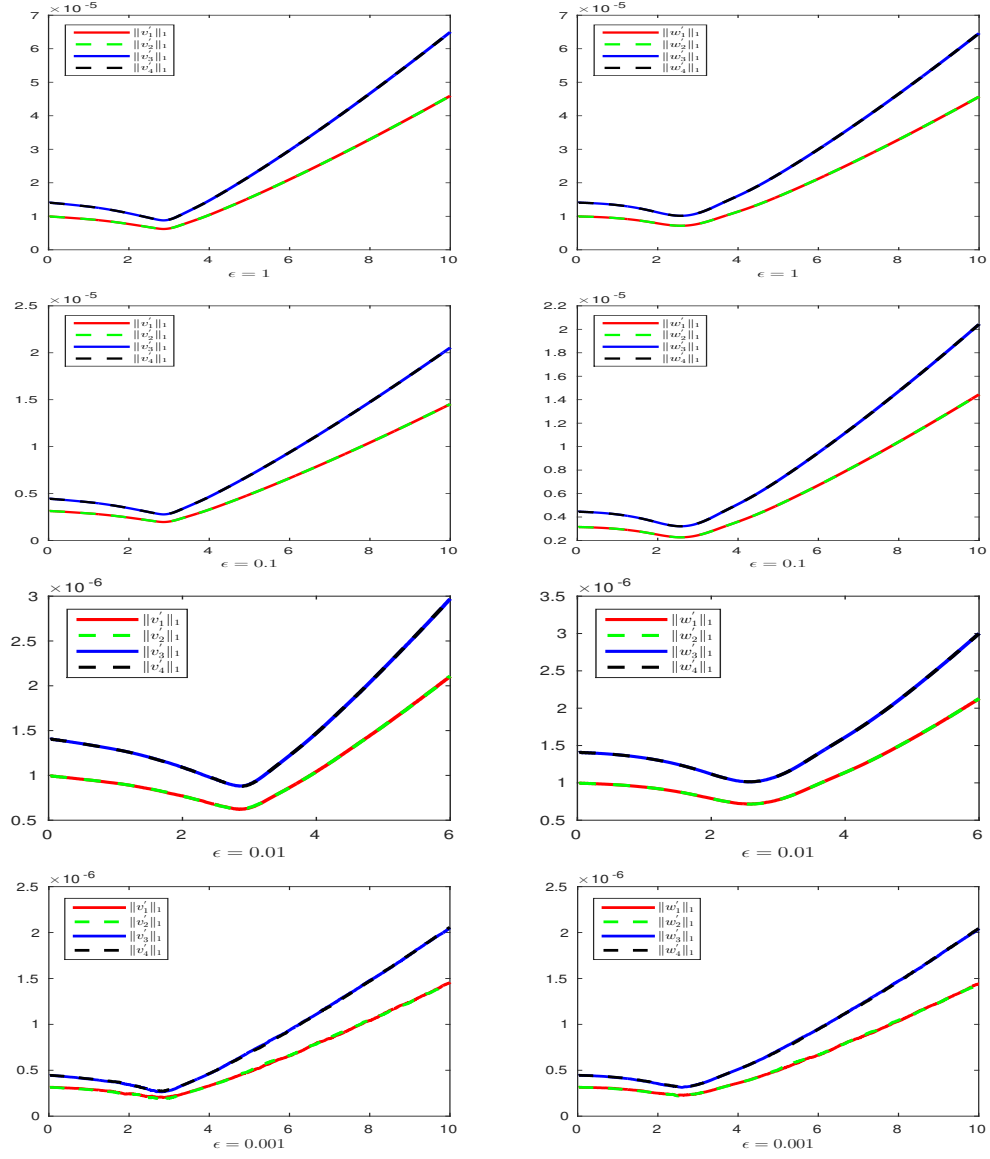 ×10 -5
7
6
5
4
3
2
1
0
0 2 4 6 8 10
‖v′₁‖₁
‖v′₂‖₁
‖v′₃‖₁
‖v′₄‖₁
ϵ = 1
×10 -5
7
6
5
4
3
2
1
0
0 2 4 6 8 10
‖w′₁‖₁
‖w′₂‖₁
‖w′₃‖₁
‖w′₄‖₁
ϵ = 1
×10 -5
2.5
2
1.5
1
0.5
0
0 2 4 6 8 10
‖v′₁‖₁
‖v′₂‖₁
‖v′₃‖₁
‖v′₄‖₁
ϵ = 0.1
×10 -5
2.2
2
1.8
1.6
1.4
1.2
1
0.8
0.6
0.4
0.2
0 2 4 6 8 10
‖w′₁‖₁
‖w′₂‖₁
‖w′₃‖₁
‖w′₄‖₁
ϵ = 0.1
×10 -6
3
2.5
2
1.5
1
0.5
0 2 4 6
‖v′₁‖₁
‖v′₂‖₁
‖v′₃‖₁
‖v′₄‖₁
ϵ = 0.01
×10 -6
3.5
3
2.5
2
1.5
1
0.5
0 2 4 6
‖w′₁‖₁
‖w′₂‖₁
‖w′₃‖₁
‖w′₄‖₁
ϵ = 0.01
×10 -6
2.5
2
1.5
1
0.5
0
0 2 4 6 8 10
‖v′₁‖₁
‖v′₂‖₁
‖v′₃‖₁
‖v′₄‖₁
ϵ = 0.001
×10 -6
2.5
2
1.5
1
0.5
0
0 2 4 6 8 10
‖w′₁‖₁
‖w′₂‖₁
‖w′₃‖₁
‖w′₄‖₁
ϵ = 0.001